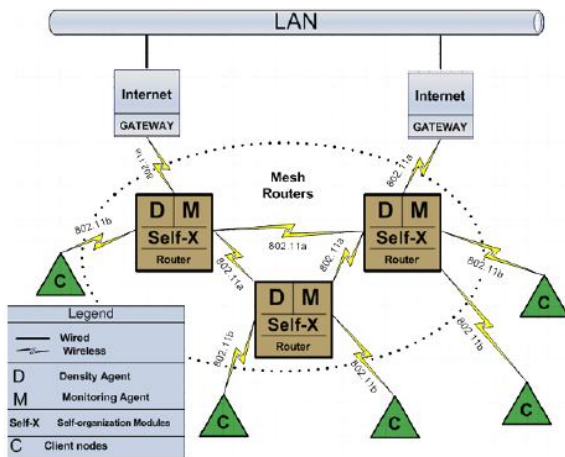 LAN
Internet
GATEWAY
Internet
GATEWAY
802.11a
802.11a
Mesh
Routers
D M
Self-X
Router
D M
Self-X
Router
802.11b
802.11a
802.11b
802.11a
802.11a
C
C
D M
Self-X
Router
802.11b
802.11b
802.11b
C
C
C
Legend
Wired
Wireless
D Density Agent
M Monitoring Agent
Self-X Self-organization Modules
C Client nodes